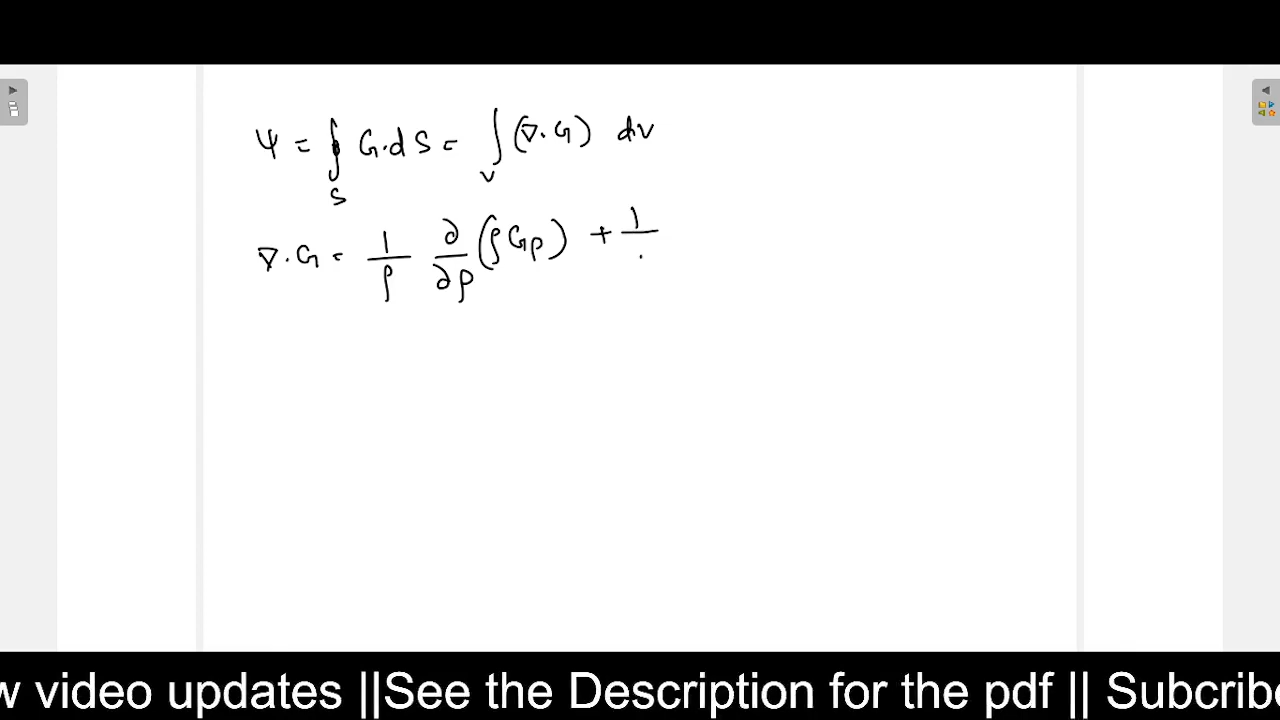 Ψ = ∮_S G·dS = ∫_V (∇·G) dv
∇·G = 1/ρ ∂/∂ρ (ρGρ) + 1/
w video updates ||See the Description for the pdf || Subcribe